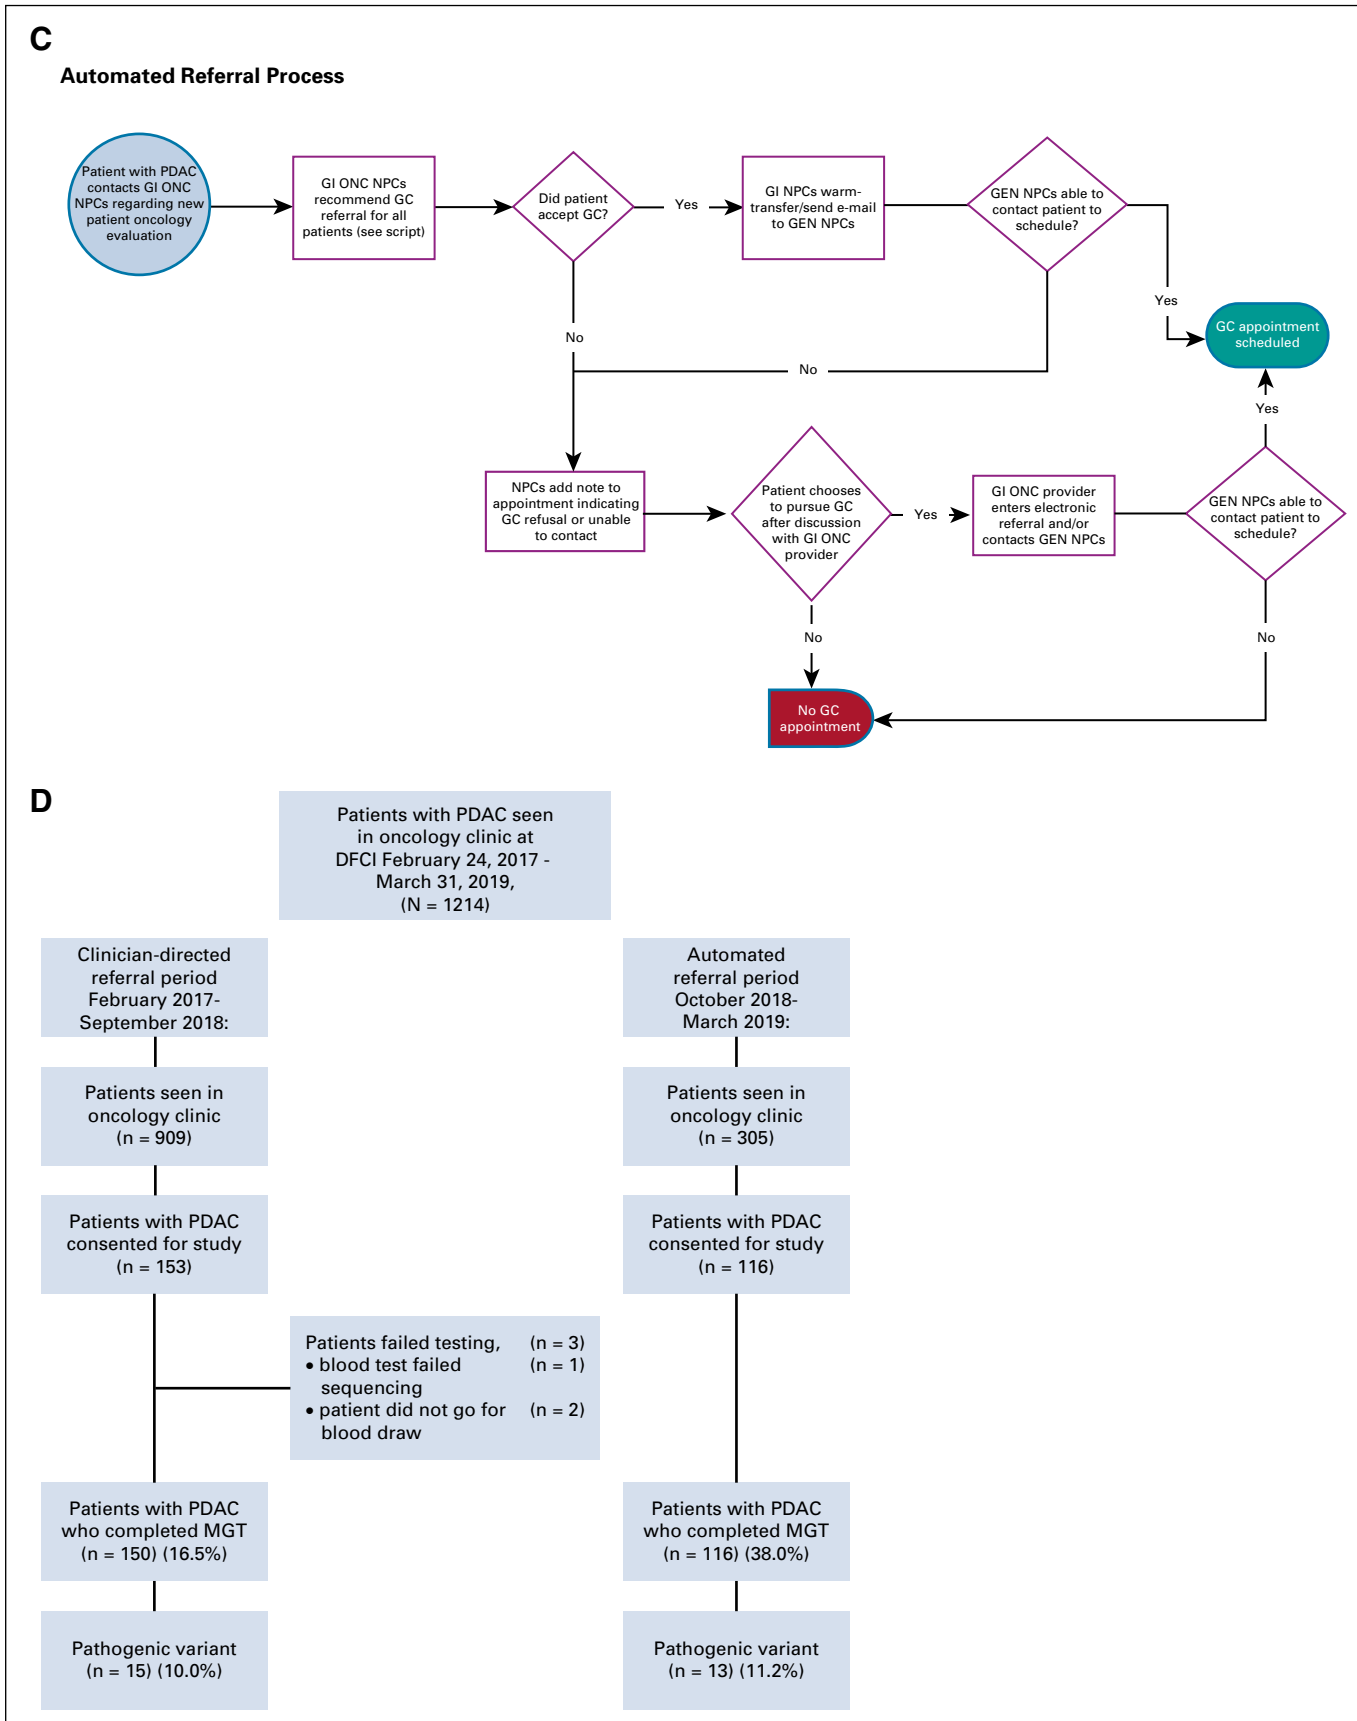 C
Automated Referral Process
Patient with PDAC
contacts GI ONC
NPCs regarding new
patient oncology
evaluation
GI ONC NPCs
recommend GC
referral for all
patients (see script)
Did patient
accept GC?
Yes
GI NPCs warm-
transfer/send e-mail
to GEN NPCs
GEN NPCs able to
contact patient to
schedule?
Yes
GC appointment
scheduled
No
No
Yes
NPCs add note to
appointment indicating
GC refusal or unable
to contact
Patient chooses
to pursue GC
after discussion
with GI ONC
provider
Yes
GI ONC provider
enters electronic
referral and/or
contacts GEN NPCs
GEN NPCs able to
contact patient to
schedule?
No
No
No GC
appointment
D
Patients with PDAC seen
in oncology clinic at
DFCI February 24, 2017 -
March 31, 2019,
(N = 1214)
Clinician-directed
referral period
February 2017-
September 2018:
Automated
referral period
October 2018-
March 2019:
Patients seen in
oncology clinic
(n = 909)
Patients seen in
oncology clinic
(n = 305)
Patients with PDAC
consented for study
(n = 153)
Patients with PDAC
consented for study
(n = 116)
Patients failed testing, (n = 3)
• blood test failed (n = 1)
sequencing
• patient did not go for (n = 2)
blood draw
Patients with PDAC
who completed MGT
(n = 150) (16.5%)
Patients with PDAC
who completed MGT
(n = 116) (38.0%)
Pathogenic variant
(n = 15) (10.0%)
Pathogenic variant
(n = 13) (11.2%)